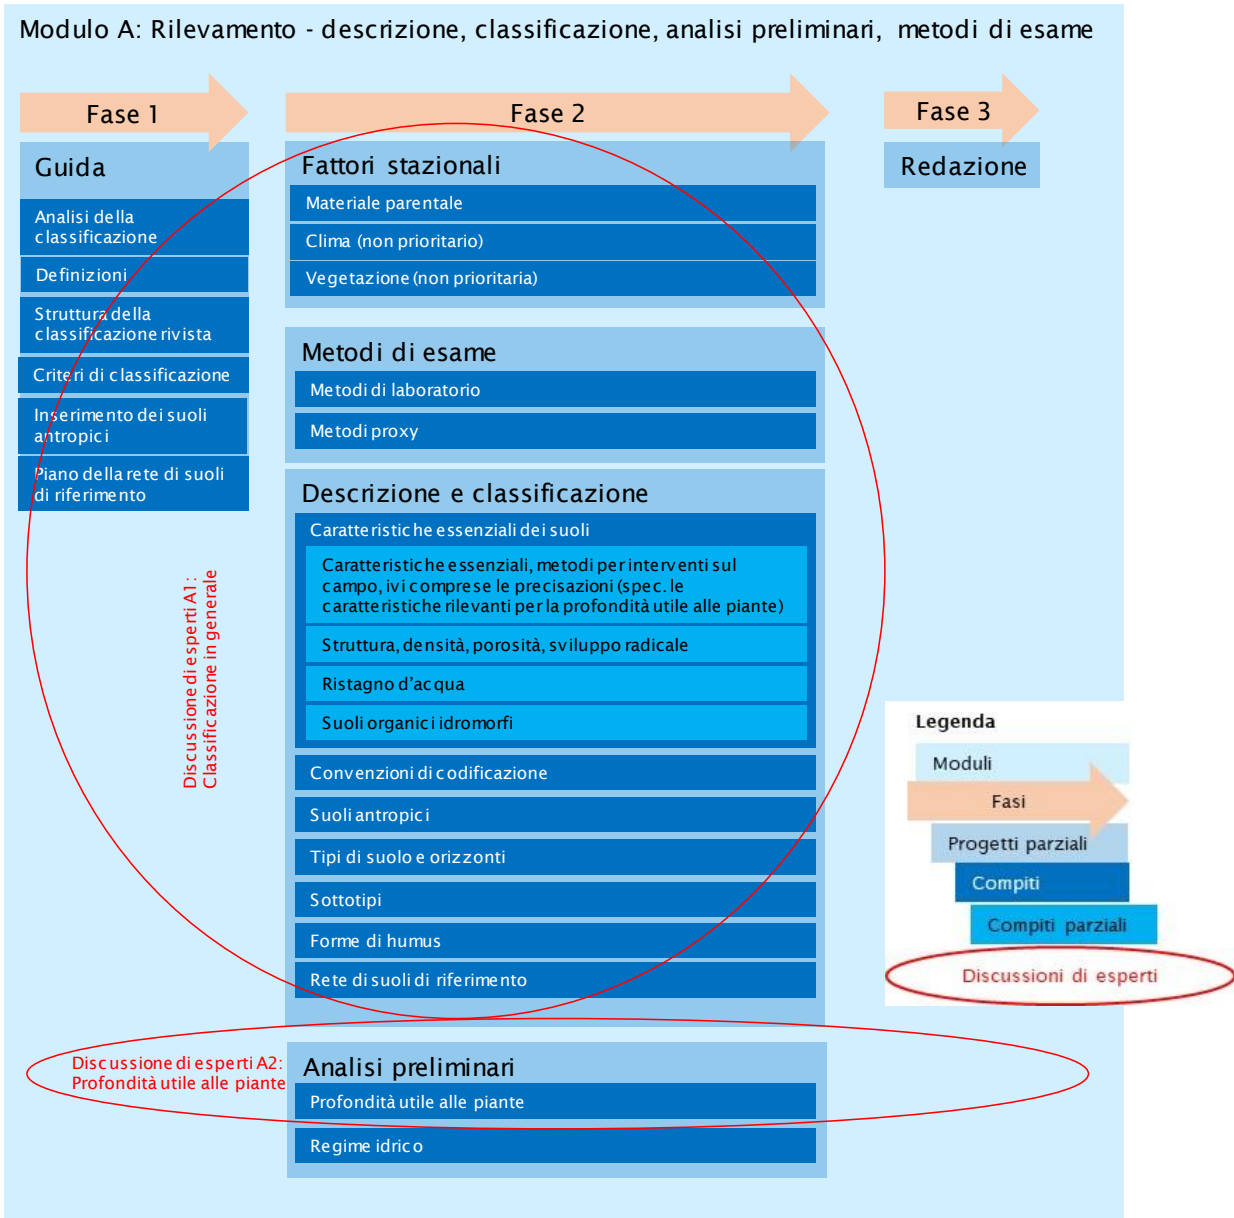 Modulo A: Rilevamento - descrizione, classificazione, analisi preliminari, metodi di esame
Fase 1
Guida
Analisi della
classificazione
Definizioni
Struttura della
classificazione rivista
Criteri di classificazione
Inserimento dei suoli
antropici
Piano della rete di suoli
di riferimento
Discussione di esperti A1:
Classificazione in generale
Fase 2
Fattori stazionali
Materiale parentale
Clima (non prioritario)
Vegetazione (non prioritaria)
Metodi di esame
Metodi di laboratorio
Metodi proxy
Descrizione e classificazione
Caratteristiche essenziali dei suoli
Caratteristiche essenziali, metodi per interventi sul
campo, ivi comprese le precisazioni (spec. le
caratteristiche rilevanti per la profondità utile alle piante)
Struttura, densità, porosità, sviluppo radicale
Ristagno d'acqua
Suoli organici idromorfi
Convenzioni di codificazione
Suoli antropici
Tipi di suolo e orizzonti
Sottotipi
Forme di humus
Rete di suoli di riferimento
Discussione di esperti A2:
Profondità utile alle piante
Analisi preliminari
Profondità utile alle piante
Regime idrico
Fase 3
Redazione
Legenda
Moduli
Fasi
Progetti parziali
Compiti
Compiti parziali
Discussioni di esperti